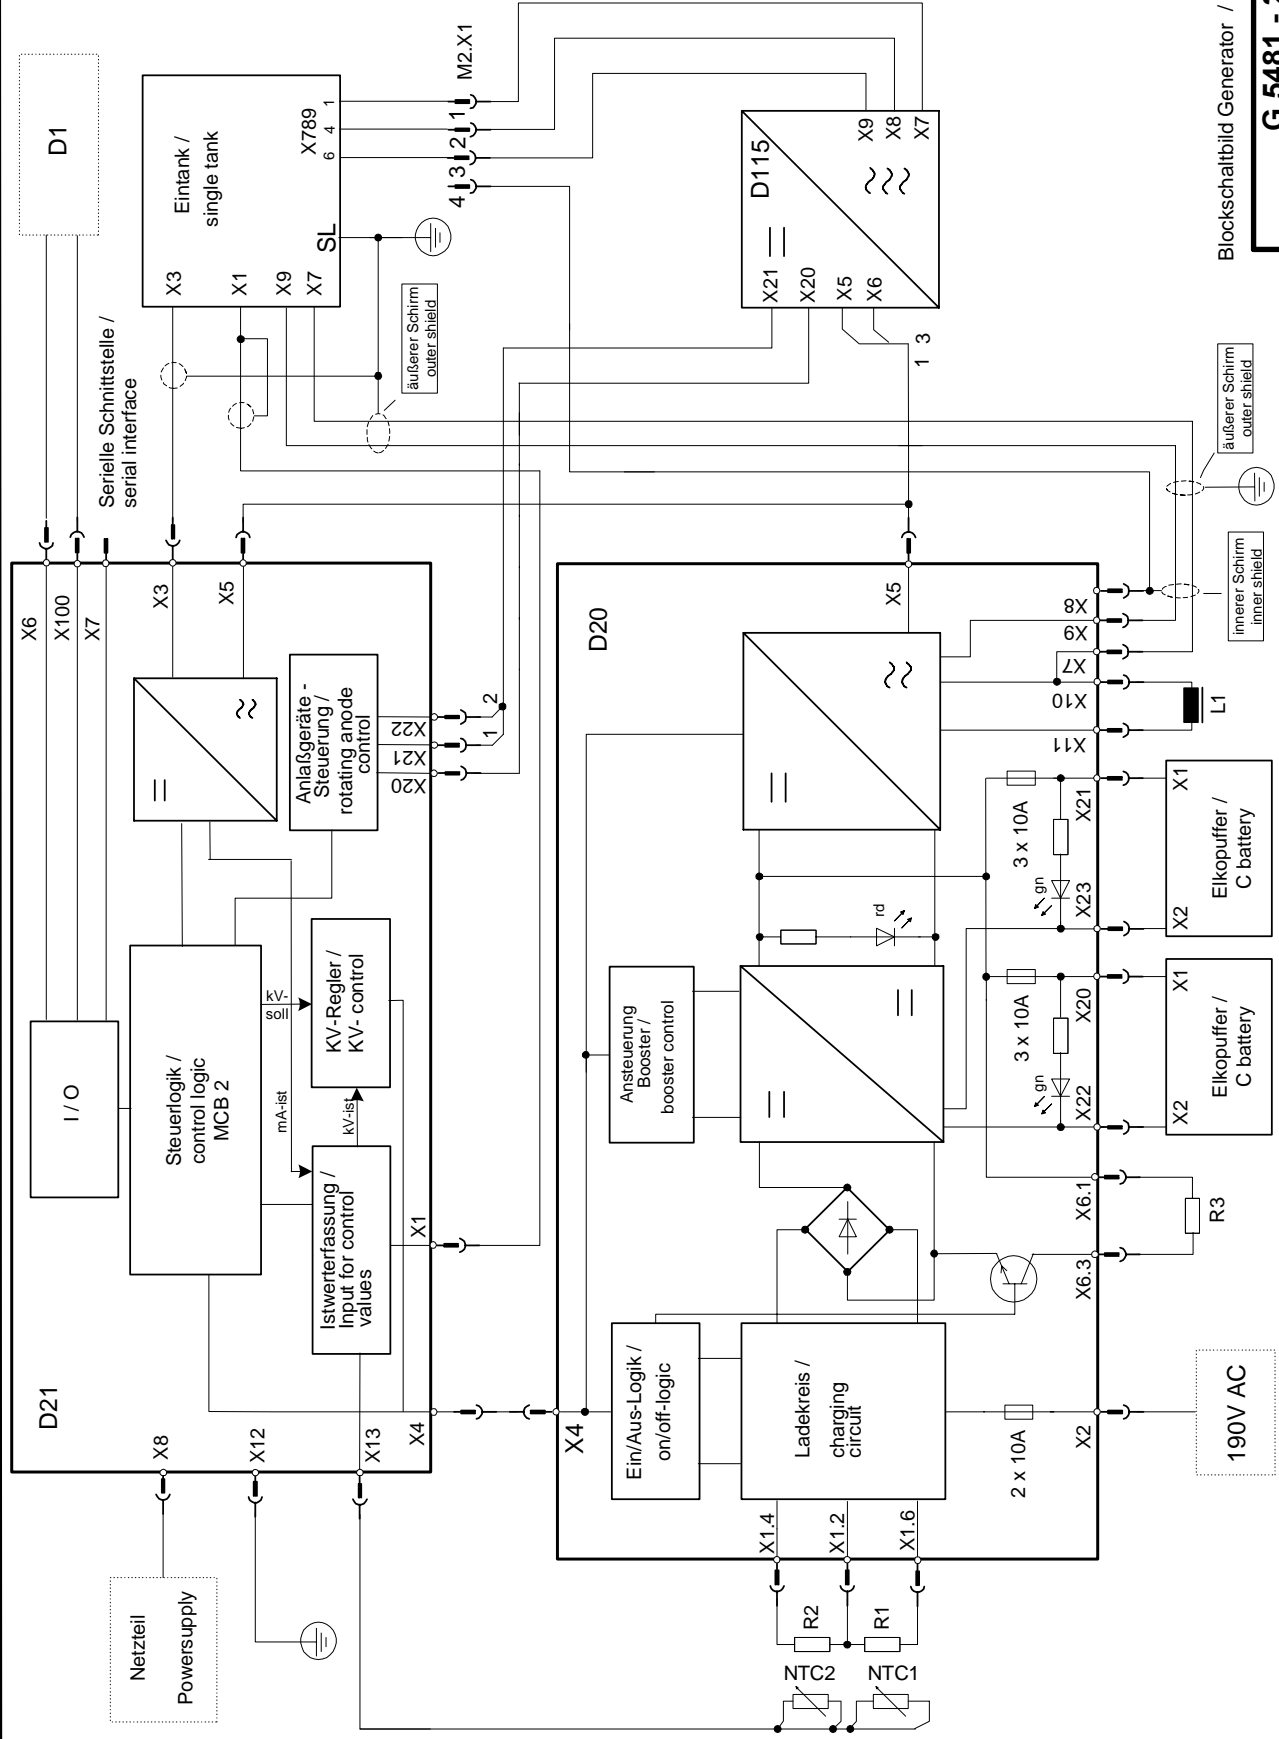 D1
Eintank /
single tank
X789
1
4
6
SL
X3
X1
X9
X7
M2.X1
1
2
3
4
äußerer Schirm
outer shield
Serielle Schnittstelle /
serial interface
D115
X9
X8
X7
X21
X20
X5
X6
1
3
Blockschaltbild Generator /
äußerer Schirm
outer shield
innerer Schirm
inner shield
D21
X6
X100
X7
X3
X5
I / O
Steuerlogik /
control logic
MCB 2
Anlaßgeräte -
Steuerung /
rotating anode
control
X22
X21
X20
2
1
kV-
soll
mA-ist
kV-ist
KV-Regler /
KV- control
Istwerterfassung /
Input for control
values
X1
X4
X13
X12
X8
Netzteil
Powersupply
D20
X5
X8
X9
X7
X10
X11
L1
X4
Ansteuerung
Booster /
booster control
rd
3 x 10A
gn
X21
X23
X1
X2
Elkopuffer /
C battery
3 x 10A
gn
X20
X22
X1
X2
Elkopuffer /
C battery
X6.1
X6.3
R3
Ein/Aus-Logik /
on/off-logic
Ladekreis /
charging
circuit
2 x 10A
X2
190V AC
X1.4
X1.2
X1.6
R2
R1
NTC2
NTC1